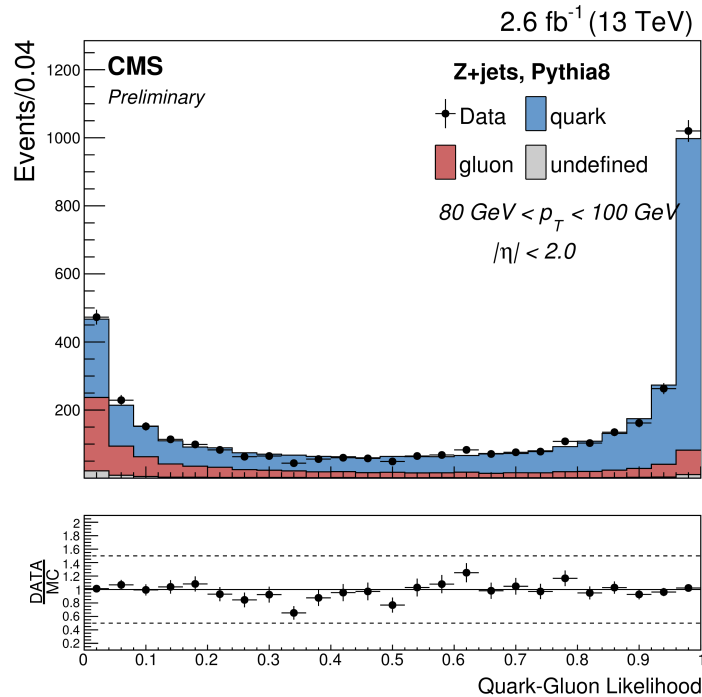 2.6 fb⁻¹ (13 TeV)
CMS
Preliminary
Z+jets, Pythia8
Data
quark
gluon
undefined
80 GeV < p_T < 100 GeV
|η| < 2.0
Events/0.04
1200
1000
800
600
400
200
DATA
MC
2
1.8
1.6
1.4
1.2
1
0.8
0.6
0.4
0.2
0 0.1 0.2 0.3 0.4 0.5 0.6 0.7 0.8 0.9 1
Quark-Gluon Likelihood